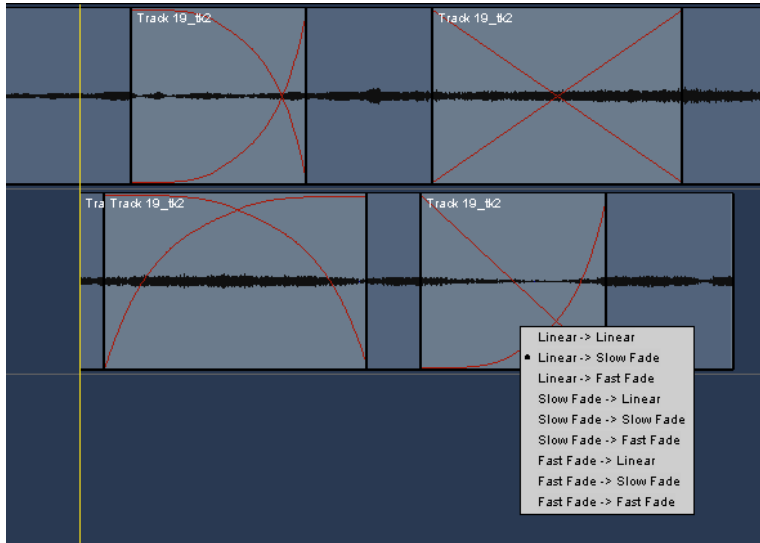 Track 19_tk2
Track 19_tk2
Tra
Track 19_tk2
Track 19_tk2
Linear -> Linear
Linear -> Slow Fade
Linear -> Fast Fade
Slow Fade -> Linear
Slow Fade -> Slow Fade
Slow Fade -> Fast Fade
Fast Fade -> Linear
Fast Fade -> Slow Fade
Fast Fade -> Fast Fade